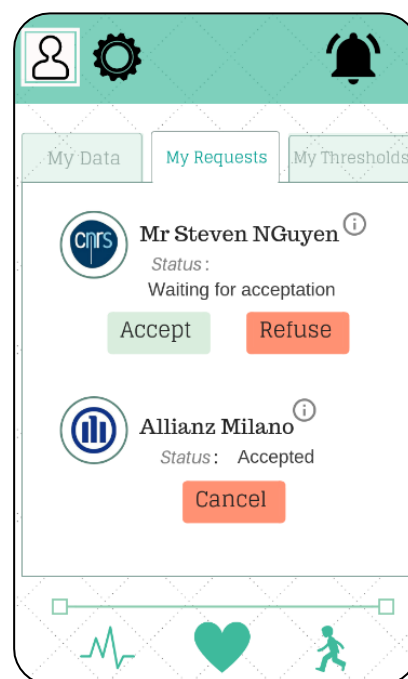 My Data
My Requests
My Thresholds
cnrs
Mr Steven NGuyen
Status :
Waiting for acceptation
Accept
Refuse
Allianz Milano
Status : Accepted
Cancel